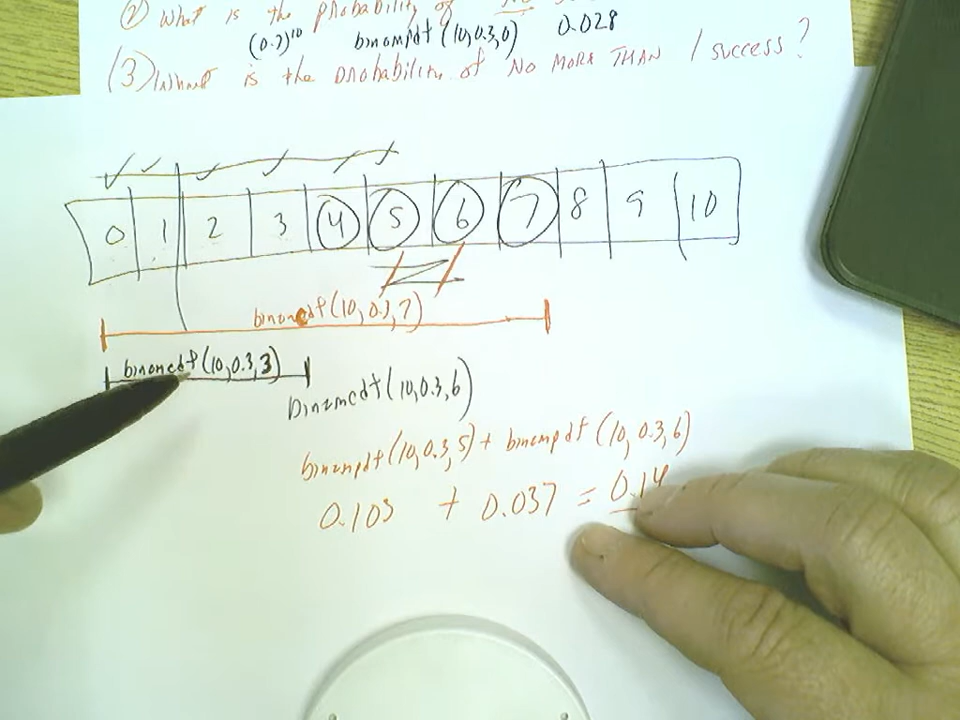 (2) What is the probability of
(0.7)¹⁰ binompdf (10,0.3,0) 0.028
(3) What is the probability of NO MORE THAN 1 success?
0 1 2 3 4 5 6 7 8 9 10
binomcdf (10, 0.3, 7)
binomcdf (10,0.3,3)
Binomcdf (10,0.3,6)
binompdf (10,0.3,5) + binompdf (10,0.3,6)
0.103 + 0.037 = 0.14